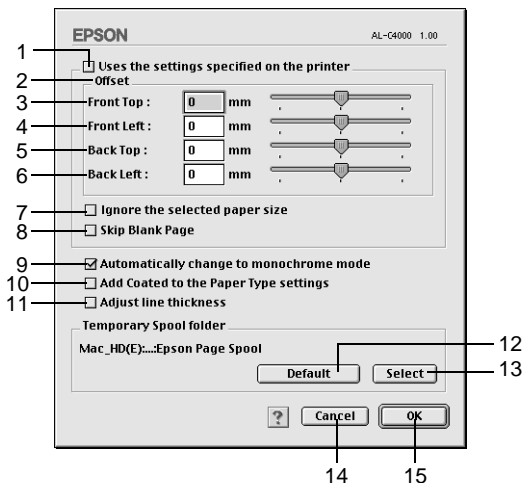 EPSON AL-C4000 1.00
1 Uses the settings specified on the printer
2 Offset
3 Front Top : 0 mm
4 Front Left : 0 mm
5 Back Top : 0 mm
6 Back Left : 0 mm
7 Ignore the selected paper size
8 Skip Blank Page
9 Automatically change to monochrome mode
10 Add Coated to the Paper Type settings
11 Adjust line thickness
Temporary Spool folder
Mac_HD(E):...:Epson Page Spool
Default 12
Select 13
? Cancel OK
14 15